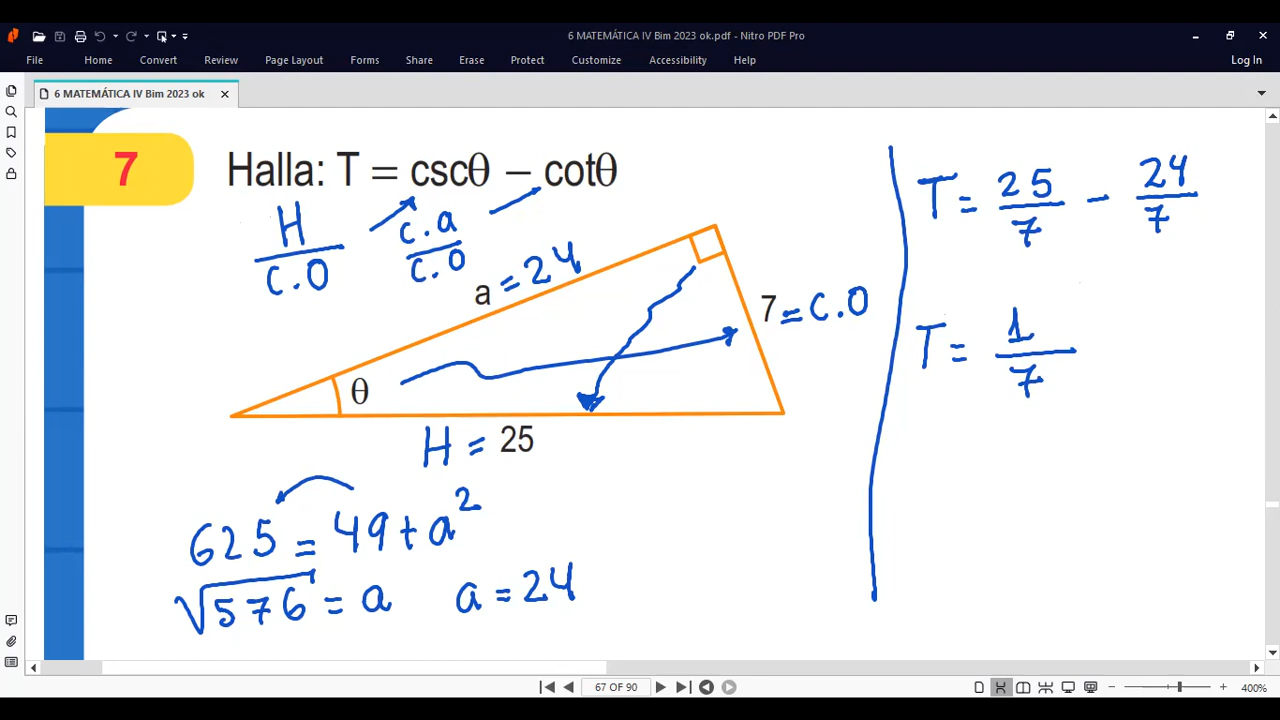 6 MATEMÁTICA IV Bim 2023 ok.pdf - Nitro PDF Pro
File Home Convert Review Page Layout Forms Share Erase Protect Customize Accessibility Help Log In
6 MATEMÁTICA IV Bim 2023 ok
7 Halla: T = cscθ – cotθ
H/C.O
C.a/C.O
a = 24
7 = C.O
θ
H = 25
625 = 49 + a²
√576 = a a = 24
T = 25/7 - 24/7
T = 1/7
67 OF 90
400%